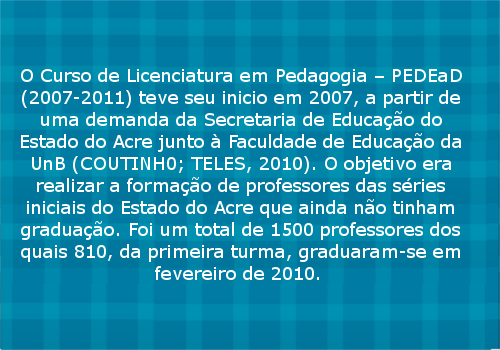 O Curso de Licenciatura em Pedagogia – PEDEaD
(2007-2011) teve seu inicio em 2007, a partir de
uma demanda da Secretaria de Educação do
Estado do Acre junto à Faculdade de Educação da
UnB (COUTINH0; TELES, 2010). O objetivo era
realizar a formação de professores das séries
iniciais do Estado do Acre que ainda não tinham
graduação. Foi um total de 1500 professores dos
quais 810, da primeira turma, graduaram-se em
fevereiro de 2010.